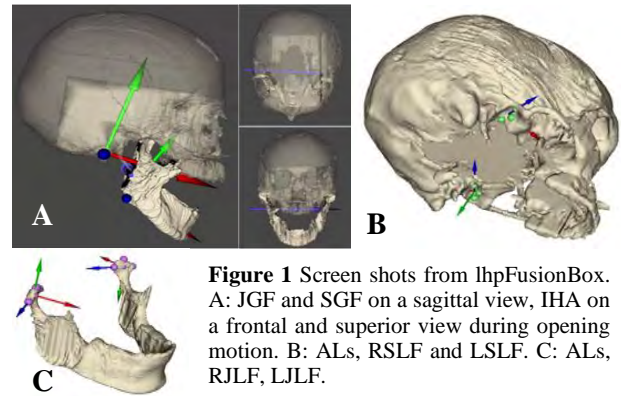 A
B
C
Figure 1 Screen shots from lhpFusionBox.
A: JGF and SGF on a sagittal view, IHA on
a frontal and superior view during opening
motion. B: ALs, RSLF and LSLF. C: ALs,
RJLF, LJLF.